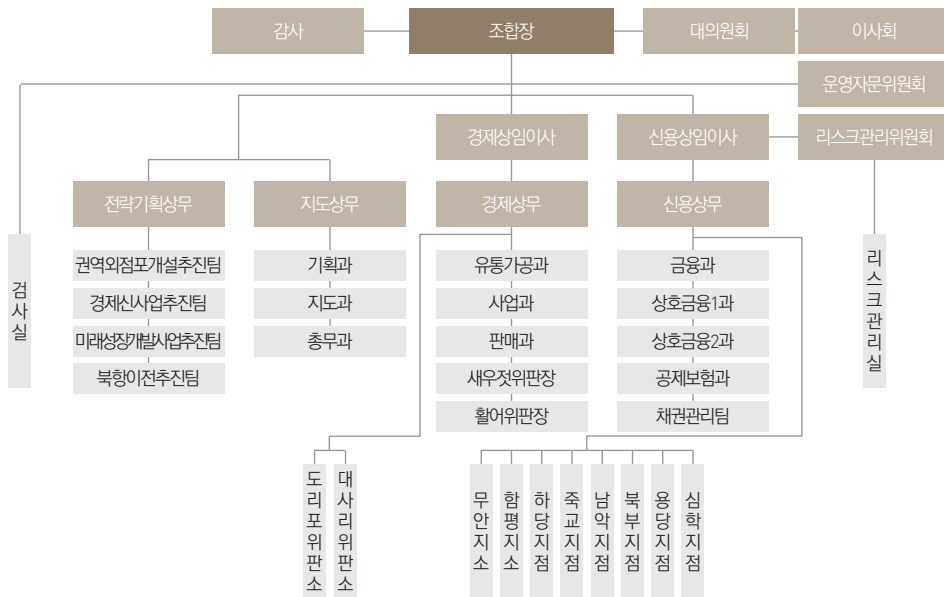 감사
조합장
대의원회
이사회
운영자문위원회
경제상임이사
신용상임이사
리스크관리위원회
전략기획상무
지도상무
경제상무
신용상무
검사실
권역외점포개설추진팀
경제신사업추진팀
미래성장개발사업추진팀
북항이전추진팀
기획과
지도과
총무과
유통가공과
사업과
판매과
새우젓위판장
활어위판장
금융과
상호금융1과
상호금융2과
공제보험과
채권관리팀
리스크관리실
도리포위판소
대사리위판소
무안지소
함평지소
하당지점
죽교지점
남악지점
북부지점
용당지점
심학지점